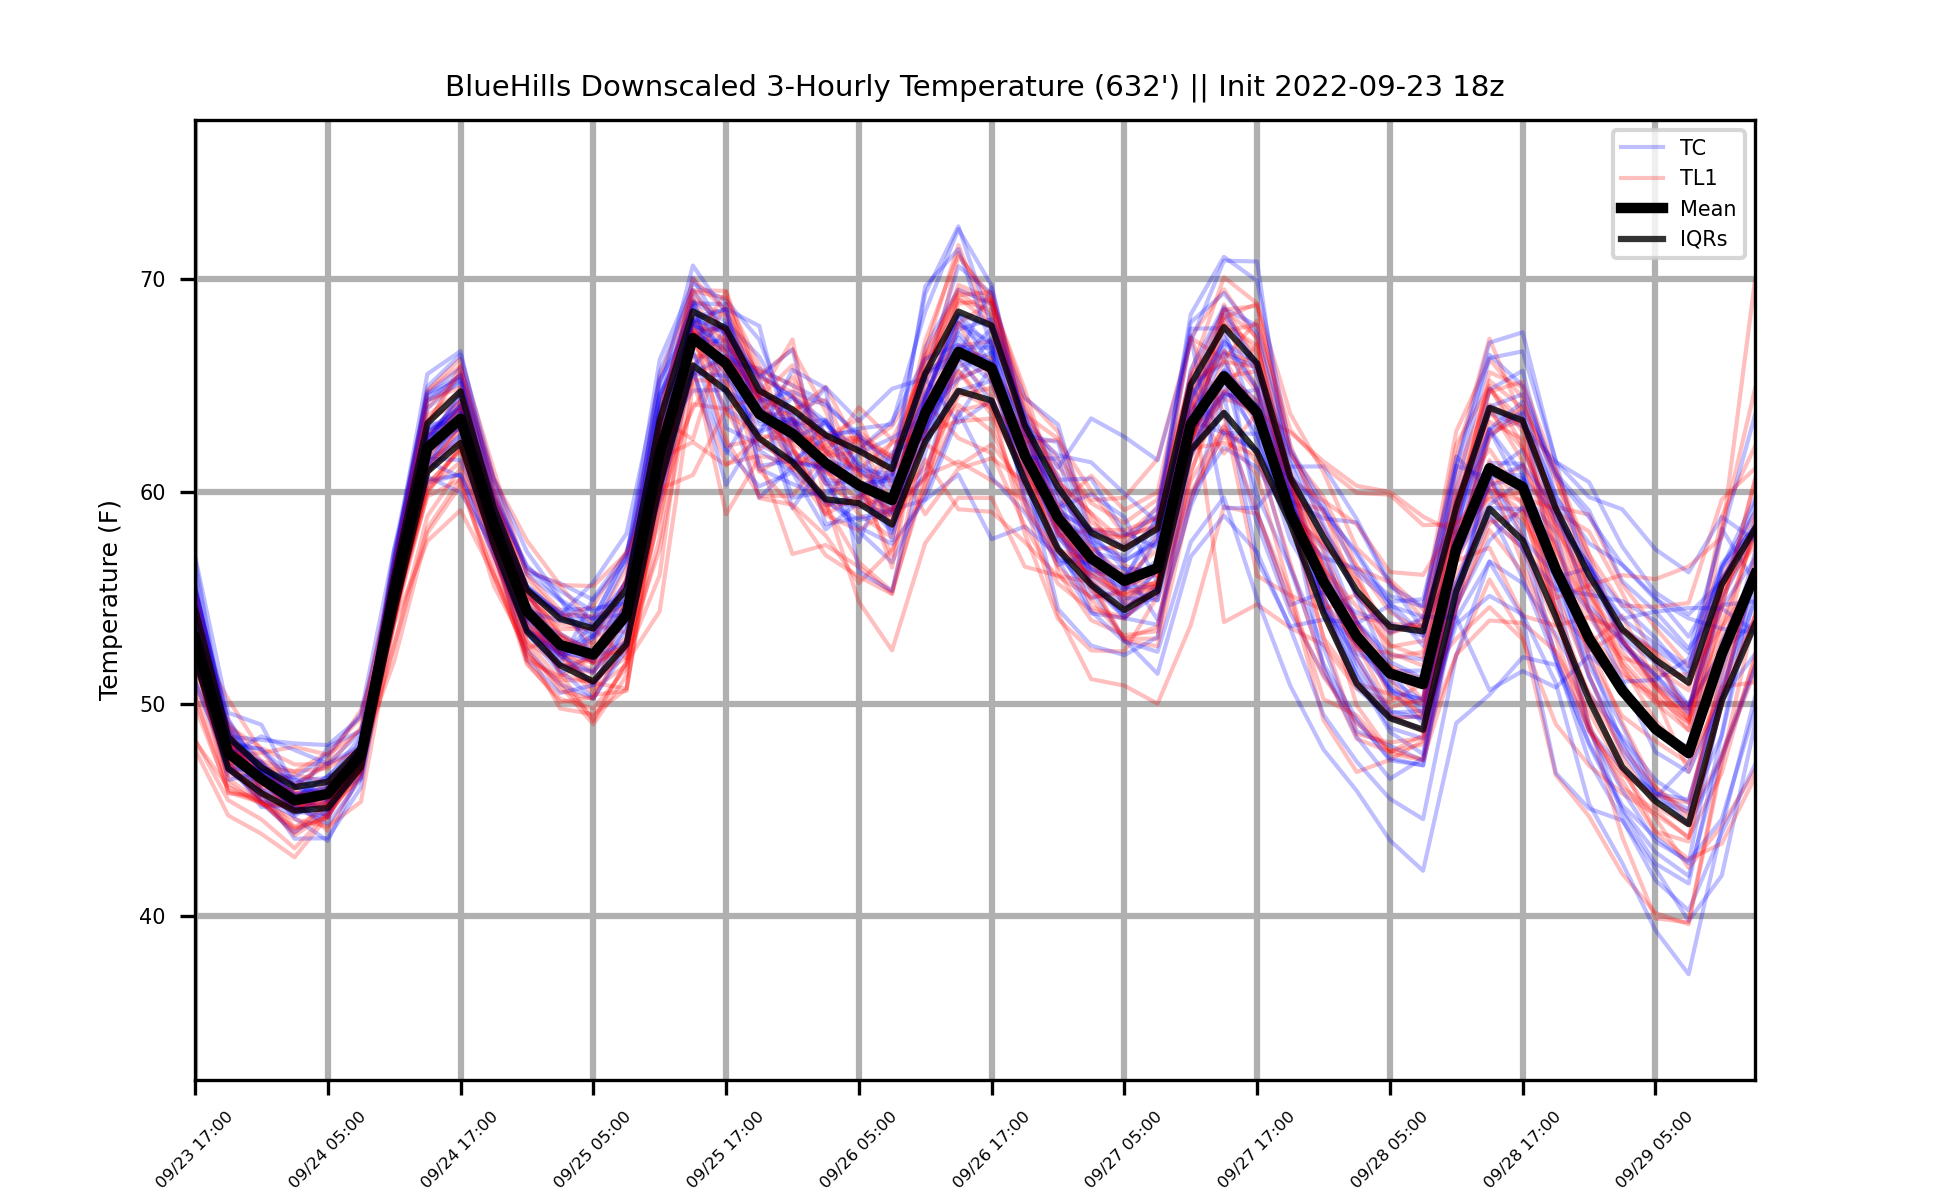 BlueHills Downscaled 3-Hourly Temperature (632') || Init 2022-09-23 18z
TC
TL1
Mean
IQRs
Temperature (F)
70
60
50
40
09/23 17:00
09/24 05:00
09/24 17:00
09/25 05:00
09/25 17:00
09/26 05:00
09/26 17:00
09/27 05:00
09/27 17:00
09/28 05:00
09/28 17:00
09/29 05:00